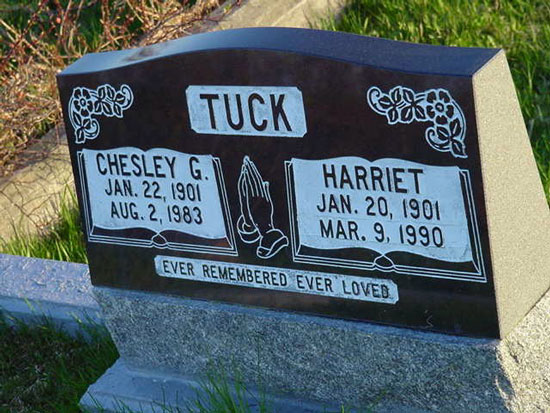 TUCK
CHESLEY G.
JAN. 22, 1901
AUG. 2, 1983
HARRIET
JAN. 20, 1901
MAR. 9, 1990
EVER REMEMBERED EVER LOVED